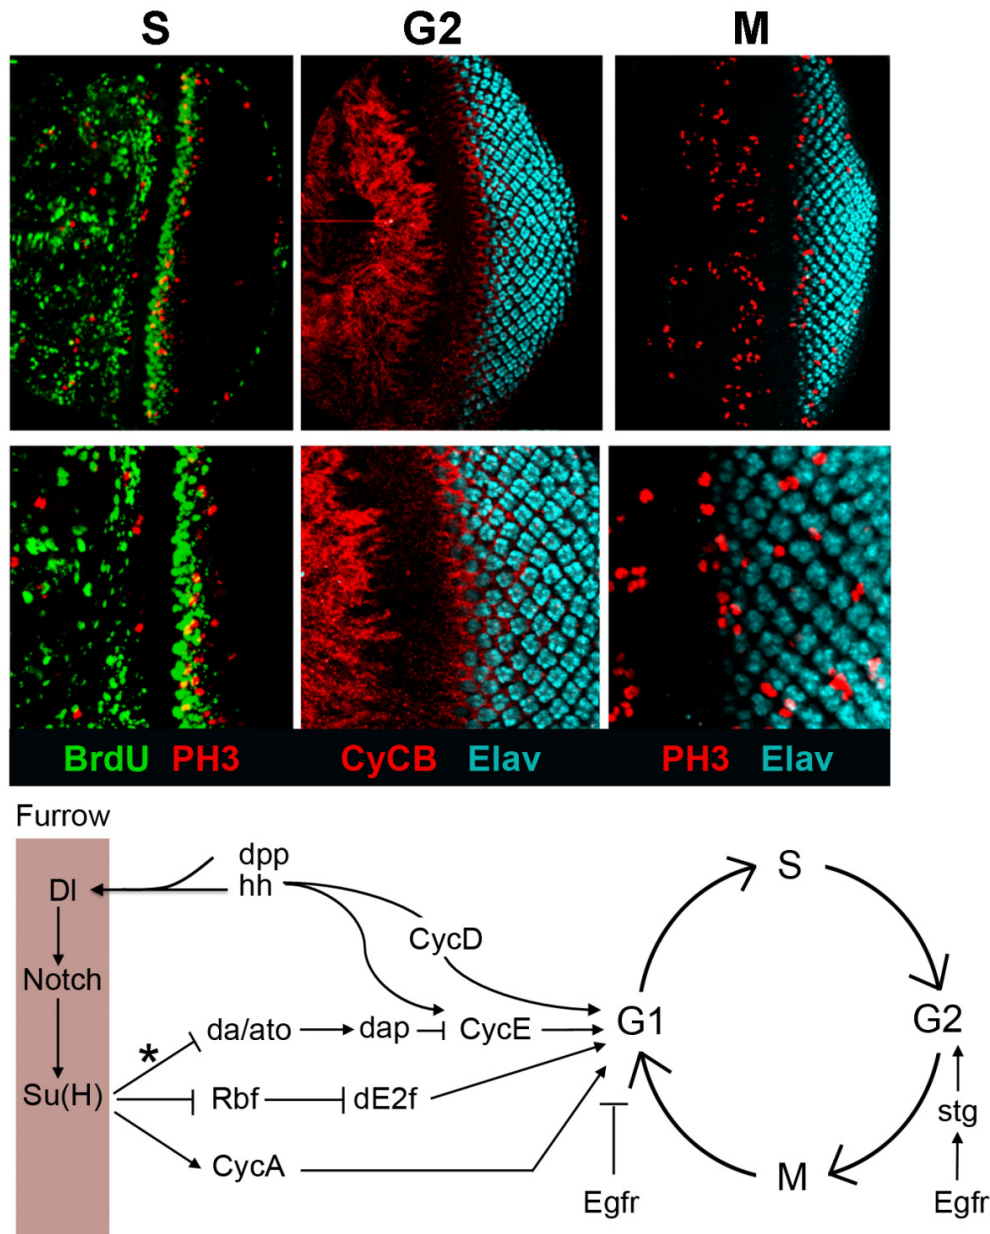 S G2 M
BrdU PH3 CyCB Elav PH3 Elav
Furrow
dpp
hh
Dl
CycD
Notch
G1
S
G2
da/ato
dap
CycE
*
Su(H)
Rbf
dE2f
stg
CycA
M
Egfr
Egfr